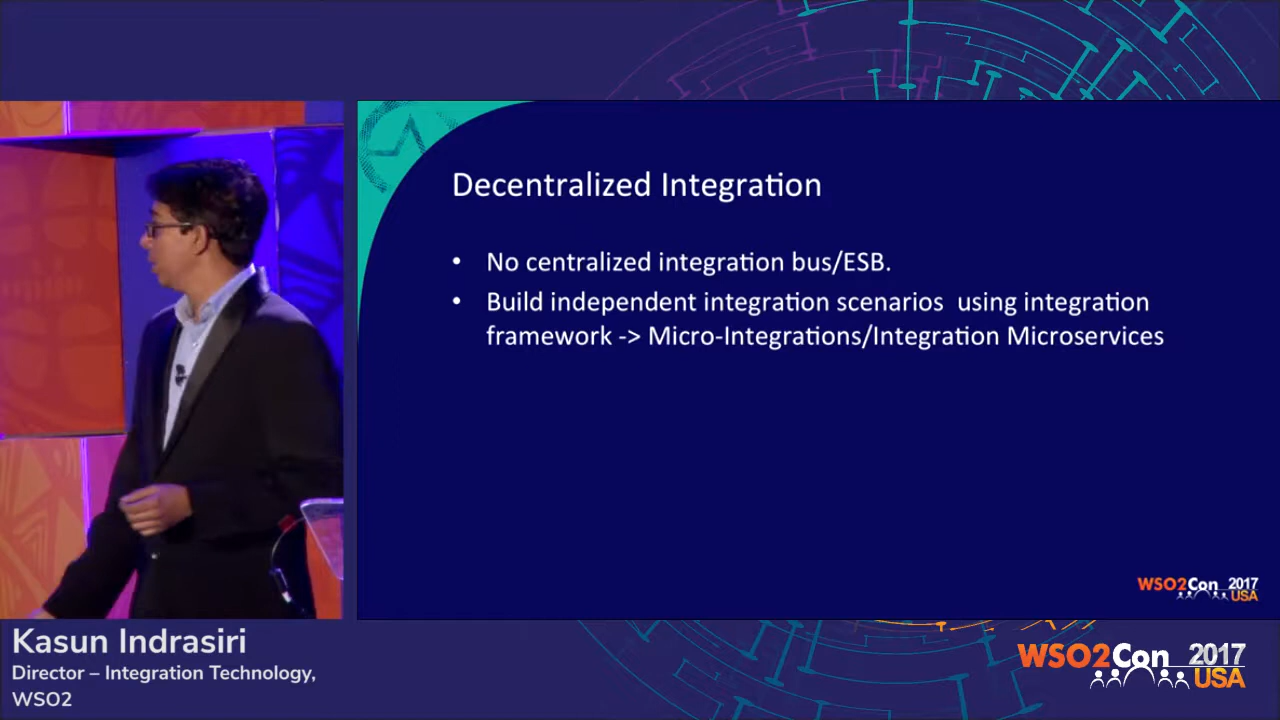 Decentralized Integration
• No centralized integration bus/ESB.
• Build independent integration scenarios  using integration
framework -> Micro-Integrations/Integration Microservices
WSO2Con 2017
USA
Kasun Indrasiri
Director – Integration Technology,
WSO2
WSO2Con 2017
USA